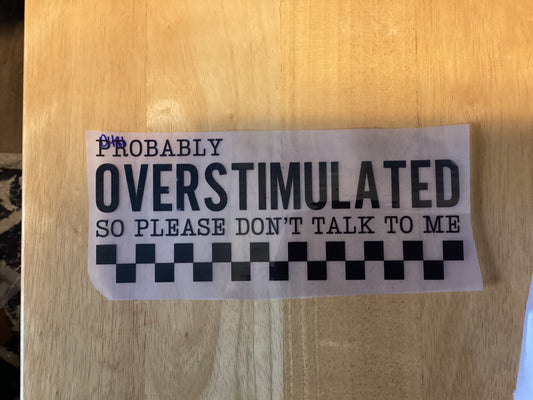 PROBABLY
OVERSTIMULATED
SO PLEASE DON'T TALK TO ME